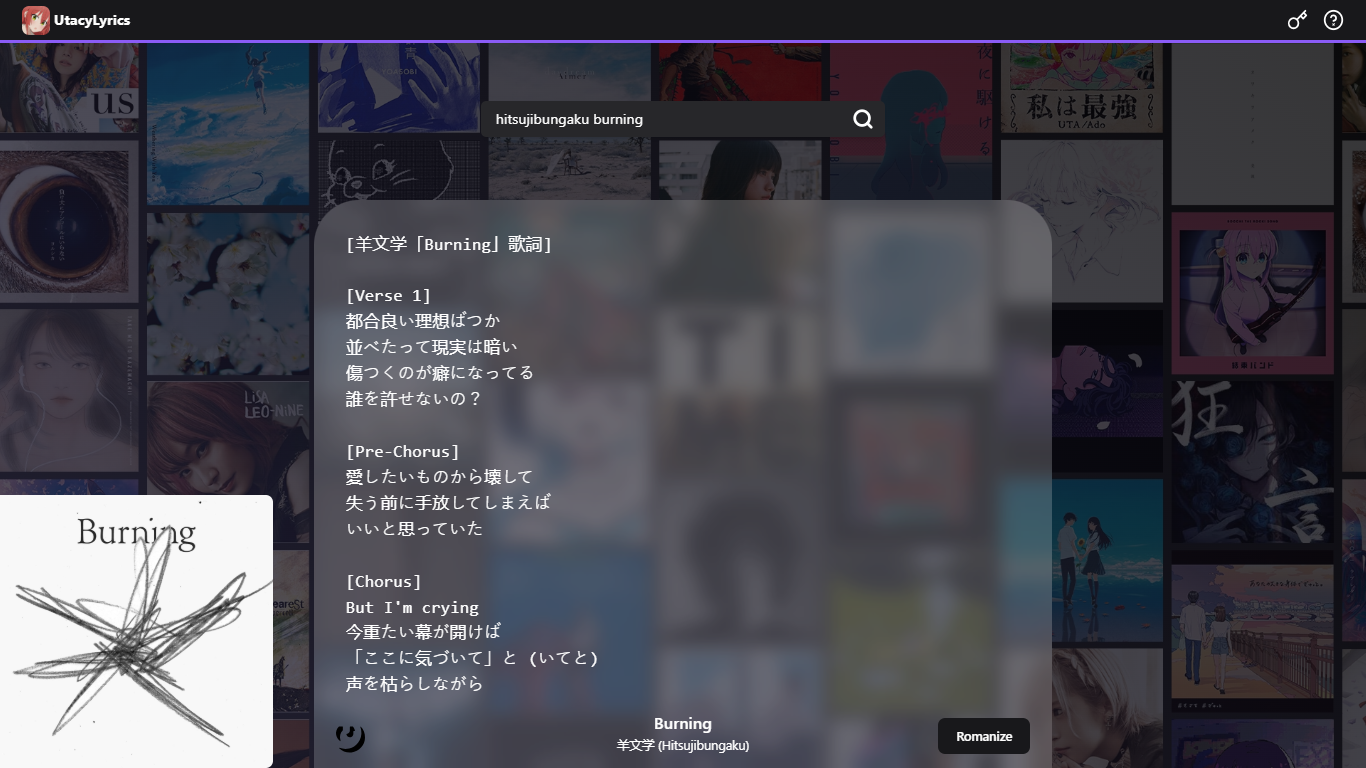 UtacyLyrics
us
YOASOBI
夜に駆ける
私は最強
UTA/Ado
hitsujibungaku burning
[羊文学「Burning」歌詞]
[Verse 1]
都合良い理想ばつか
並べたって現実は暗い
傷つくのが癖になってる
誰を許せないの？
[Pre-Chorus]
愛したいものから壊して
失う前に手放してしまえば
いいと思っていた
[Chorus]
But I'm crying
今重たい幕が開けば
「ここに気づいて」と (いてと)
声を枯らしながら
LiSA
LEO-NiNE
結束バンド
狂言
Burning
Burning
羊文学 (Hitsujibungaku)
Romanize